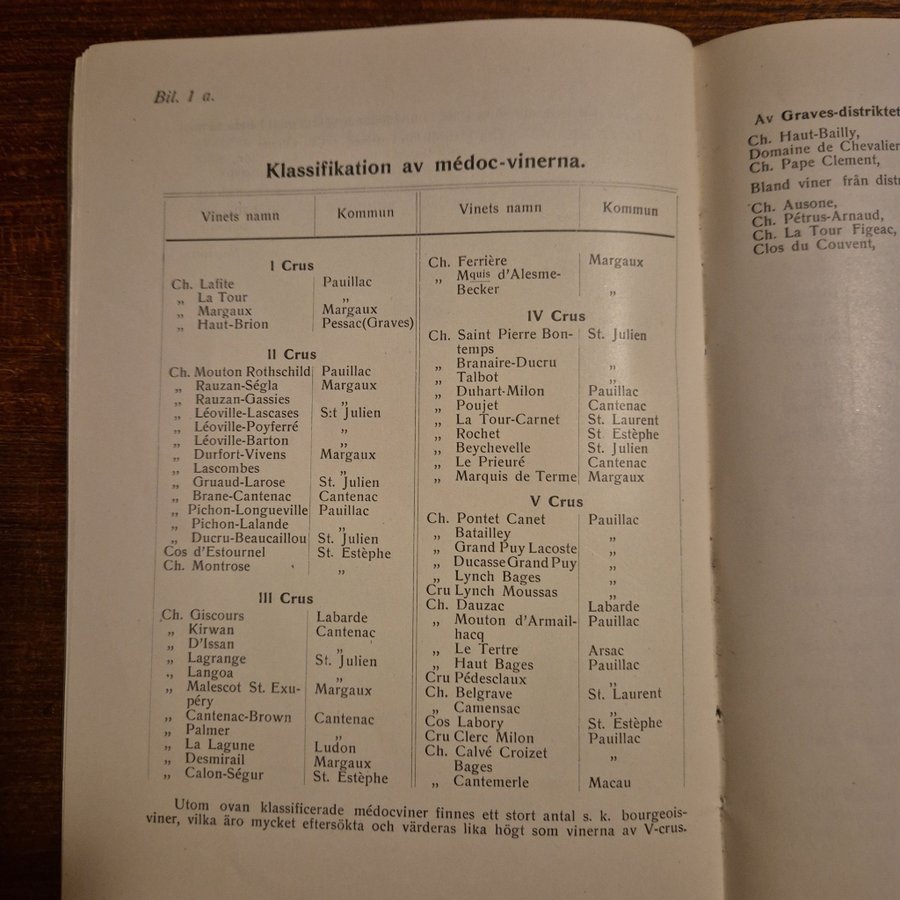 Bil. 1 a.
Klassifikation av médoc-vinerna.
Vinets namn Kommun
I Crus
Ch. Lafite Pauillac
„ La Tour „
„ Margaux Margaux
„ Haut-Brion Pessac(Graves)
II Crus
Ch. Mouton Rothschild Pauillac
„ Rauzan-Ségla Margaux
„ Rauzan-Gassies „
„ Léoville-Lascases S:t Julien
„ Léoville-Poyferré „
„ Léoville-Barton „
„ Durfort-Vivens Margaux
„ Lascombes „
„ Gruaud-Larose St. Julien
„ Brane-Cantenac Cantenac
„ Pichon-Longueville Pauillac
„ Pichon-Lalande „
„ Ducru-Beaucaillou St. Julien
Cos d'Estournel St. Estèphe
Ch. Montrose „
III Crus
Ch. Giscours Labarde
„ Kirwan Cantenac
„ D'Issan „
„ Lagrange St. Julien
„ Langoa „
„ Malescot St. Exu-
péry Margaux
„ Cantenac-Brown Cantenac
„ Palmer „
„ La Lagune Ludon
„ Desmirail Margaux
„ Calon-Ségur St. Estèphe
Vinets namn Kommun
Ch. Ferrière Margaux
„ Mquis d'Alesme-
Becker „
IV Crus
Ch. Saint Pierre Bon- St. Julien
temps
„ Branaire-Ducru „
„ Talbot „
„ Duhart-Milon Pauillac
„ Poujet Cantenac
„ La Tour-Carnet St. Laurent
„ Rochet St. Estèphe
„ Beychevelle St. Julien
„ Le Prieuré Cantenac
„ Marquis de Terme Margaux
V Crus
Ch. Pontet Canet Pauillac
„ Batailley „
„ Grand Puy Lacoste „
„ Ducasse Grand Puy „
„ Lynch Bages „
Cru Lynch Moussas „
Ch. Dauzac Labarde
„ Mouton d'Armail- Pauillac
hacq
„ Le Tertre Arsac
„ Haut Bages Pauillac
Cru Pédesclaux „
Ch. Belgrave St. Laurent
„ Camensac „
Cos Labory St. Estèphe
Cru Clerc Milon Pauillac
Ch. Calvé Croizet „
Bages
„ Cantemerle Macau
Utom ovan klassificerade médocviner finnes ett stort antal s. k. bourgeois-
viner, vilka äro mycket eftersökta och värderas lika högt som vinerna av V-crus.
Av Graves-distriktet
Ch. Haut-Bailly,
Domaine de Chevalier
Ch. Pape Clement,
Bland viner från distr
Ch. Ausone,
Ch. Pétrus-Arnaud,
Ch. La Tour Figeac,
Clos du Couvent,